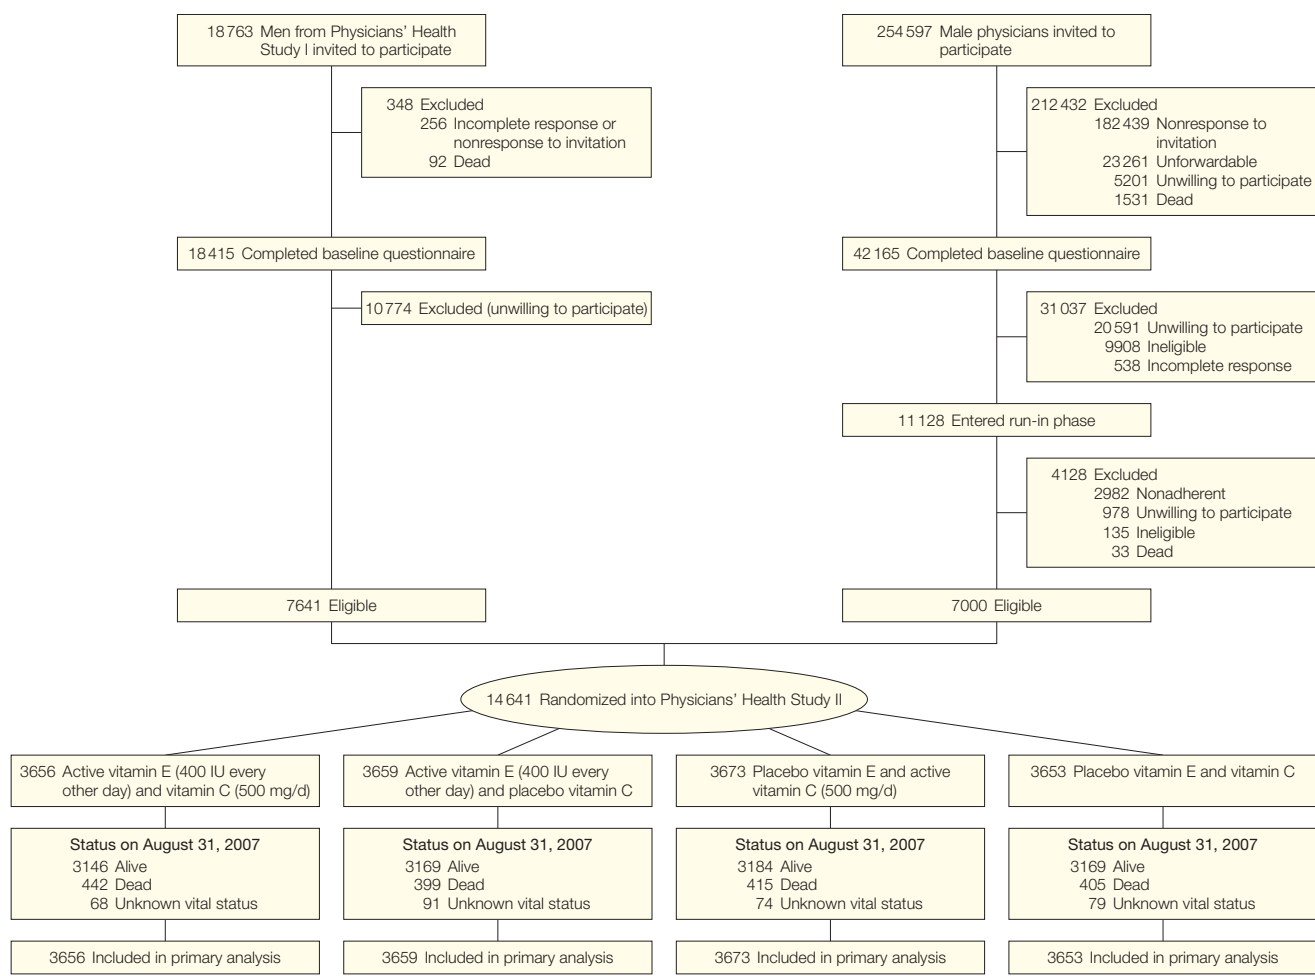 18 763 Men from Physicians' Health
Study I invited to participate
254 597 Male physicians invited to
participate
348 Excluded
256 Incomplete response or
nonresponse to invitation
92 Dead
212 432 Excluded
182 439 Nonresponse to
invitation
23 261 Unforwardable
5201 Unwilling to participate
1531 Dead
18 415 Completed baseline questionnaire
42 165 Completed baseline questionnaire
10 774 Excluded (unwilling to participate)
31 037 Excluded
20 591 Unwilling to participate
9908 Ineligible
538 Incomplete response
11 128 Entered run-in phase
4128 Excluded
2982 Nonadherent
978 Unwilling to participate
135 Ineligible
33 Dead
7641 Eligible
7000 Eligible
14 641 Randomized into Physicians' Health Study II
3656 Active vitamin E (400 IU every
other day) and vitamin C (500 mg/d)
3659 Active vitamin E (400 IU every
other day) and placebo vitamin C
3673 Placebo vitamin E and active
vitamin C (500 mg/d)
3653 Placebo vitamin E and vitamin C
Status on August 31, 2007
3146 Alive
442 Dead
68 Unknown vital status
Status on August 31, 2007
3169 Alive
399 Dead
91 Unknown vital status
Status on August 31, 2007
3184 Alive
415 Dead
74 Unknown vital status
Status on August 31, 2007
3169 Alive
405 Dead
79 Unknown vital status
3656 Included in primary analysis
3659 Included in primary analysis
3673 Included in primary analysis
3653 Included in primary analysis